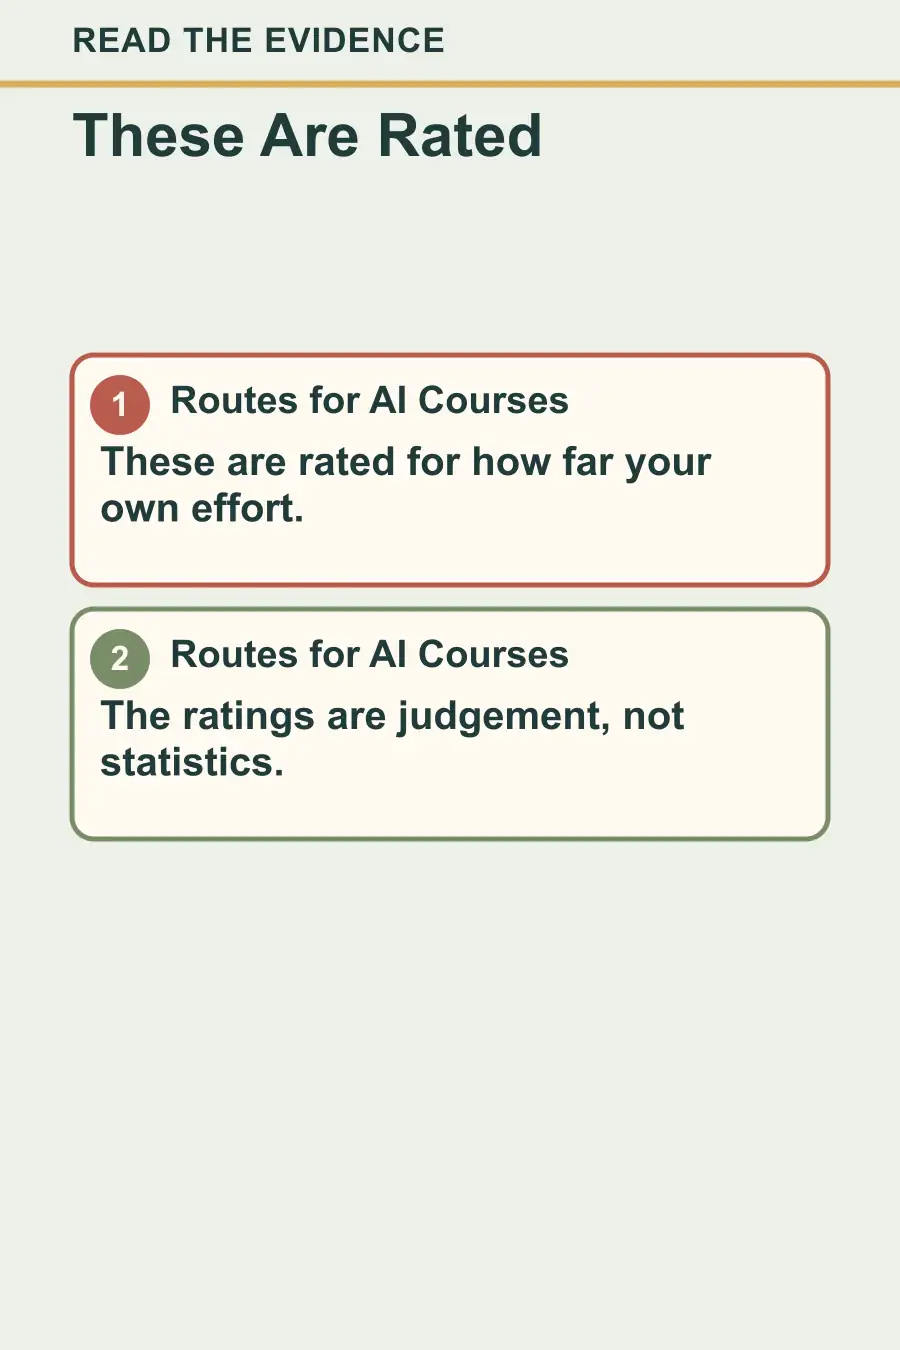 READ THE EVIDENCE
These Are Rated
1 Routes for AI Courses
These are rated for how far your
own effort.
2 Routes for AI Courses
The ratings are judgement, not
statistics.